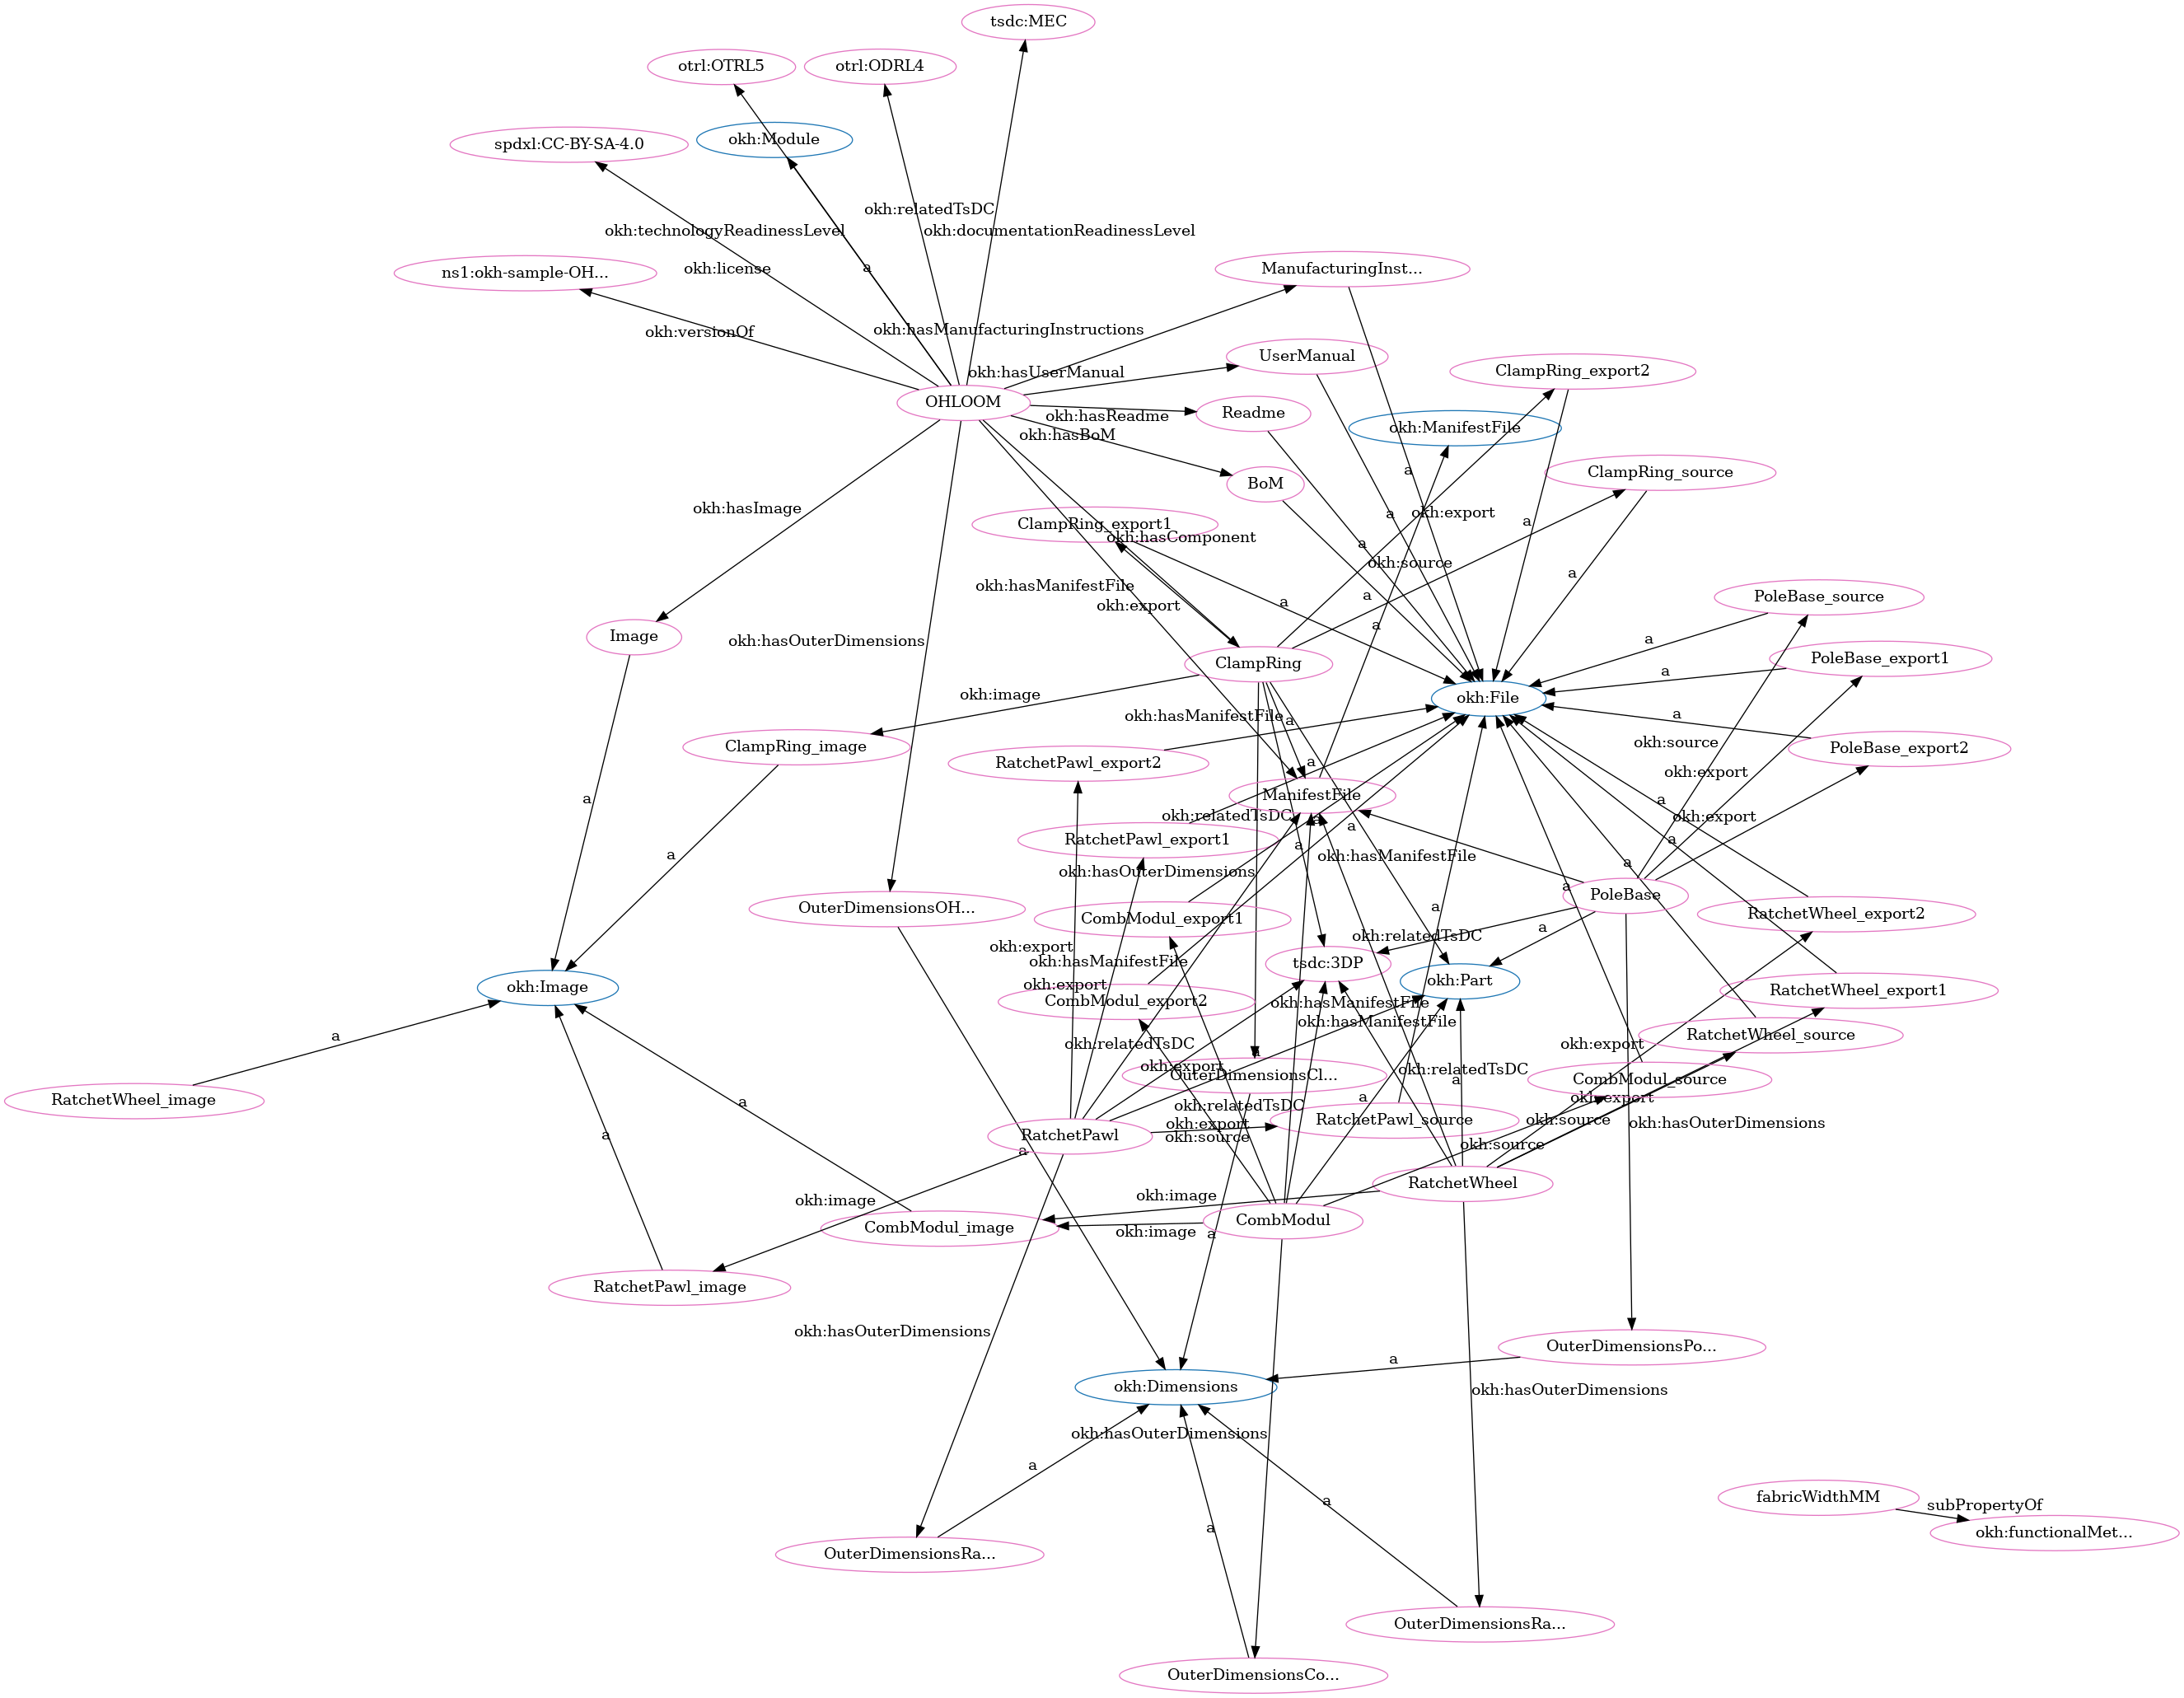 tsdc:MEC
otrl:OTRL5
otrl:ODRL4
okh:Module
spdxl:CC-BY-SA-4.0
okh:relatedTsDC
okh:technologyReadinessLevel
okh:documentationReadinessLevel
okh:license
a
ns1:okh-sample-OH...
ManufacturingInst...
okh:versionOf
okh:hasManufacturingInstructions
UserManual
okh:hasUserManual
ClampRing_export2
OHLOOM
Readme
okh:hasReadme
okh:ManifestFile
okh:hasBoM
a
ClampRing_source
BoM
okh:hasImage
okh:export
a
a
ClampRing_export1
okh:hasComponent
a
okh:source
a
okh:hasManifestFile
a
okh:export
a
PoleBase_source
a
Image
okh:hasOuterDimensions
a
PoleBase_export1
a
ClampRing
okh:image
okh:File
okh:hasManifestFile
a
a
okh:source
ClampRing_image
PoleBase_export2
RatchetPawl_export2
a
okh:export
ManifestFile
a
a
okh:relatedTsDC
a
okh:export
a
RatchetPawl_export1
a
a
a
okh:hasManifestFile
a
okh:hasOuterDimensions
a
PoleBase
OuterDimensionsOH...
a
CombModul_export1
RatchetWheel_export2
a
okh:relatedTsDC
okh:export
okh:hasManifestFile
tsdc:3DP
okh:Part
okh:Image
okh:export
RatchetWheel_export1
CombModul_export2
okh:hasManifestFile
okh:hasManifestFile
a
RatchetWheel_source
okh:relatedTsDC
a
okh:export
okh:export
OuterDimensionsCl...
okh:relatedTsDC
a
CombModul_source
RatchetWheel_image
a
a
okh:export
okh:relatedTsDC
okh:export
RatchetPawl_source
okh:source
okh:hasOuterDimensions
RatchetPawl
a
okh:source
okh:source
a
RatchetWheel
okh:image
okh:image
CombModul_image
CombModul
okh:image
a
RatchetPawl_image
okh:hasOuterDimensions
OuterDimensionsPo...
a
okh:Dimensions
okh:hasOuterDimensions
okh:hasOuterDimensions
a
fabricWidthMM
subPropertyOf
a
a
okh:functionalMet...
OuterDimensionsRa...
OuterDimensionsRa...
OuterDimensionsCo...